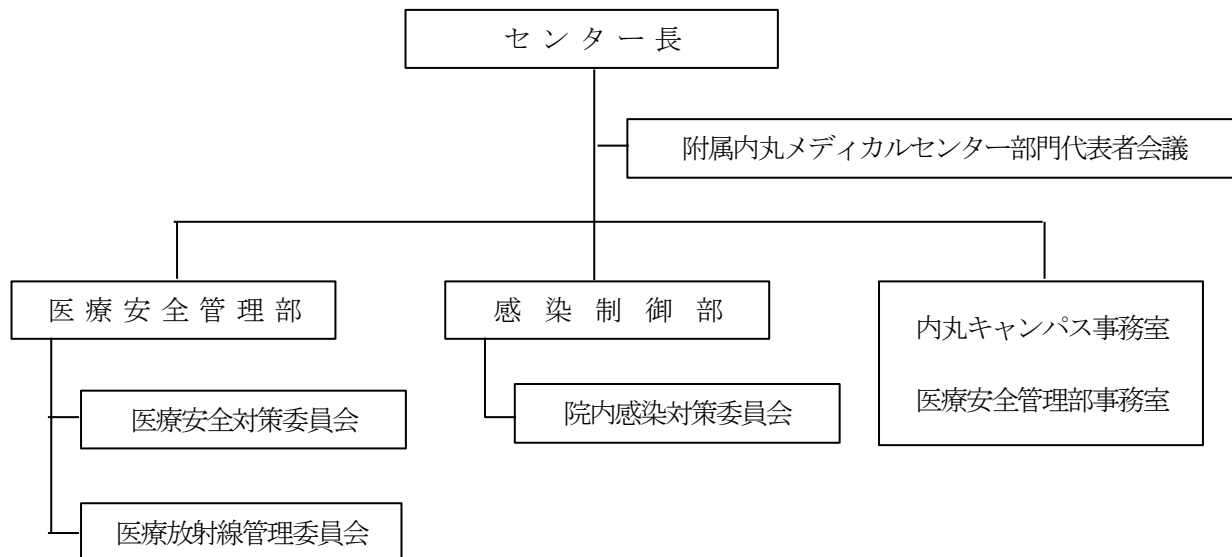 センター長
附属内丸メディカルセンター部門代表者会議
医療安全管理部
感染制御部
内丸キャンパス事務室
医療安全管理部事務室
医療安全対策委員会
院内感染対策委員会
医療放射線管理委員会